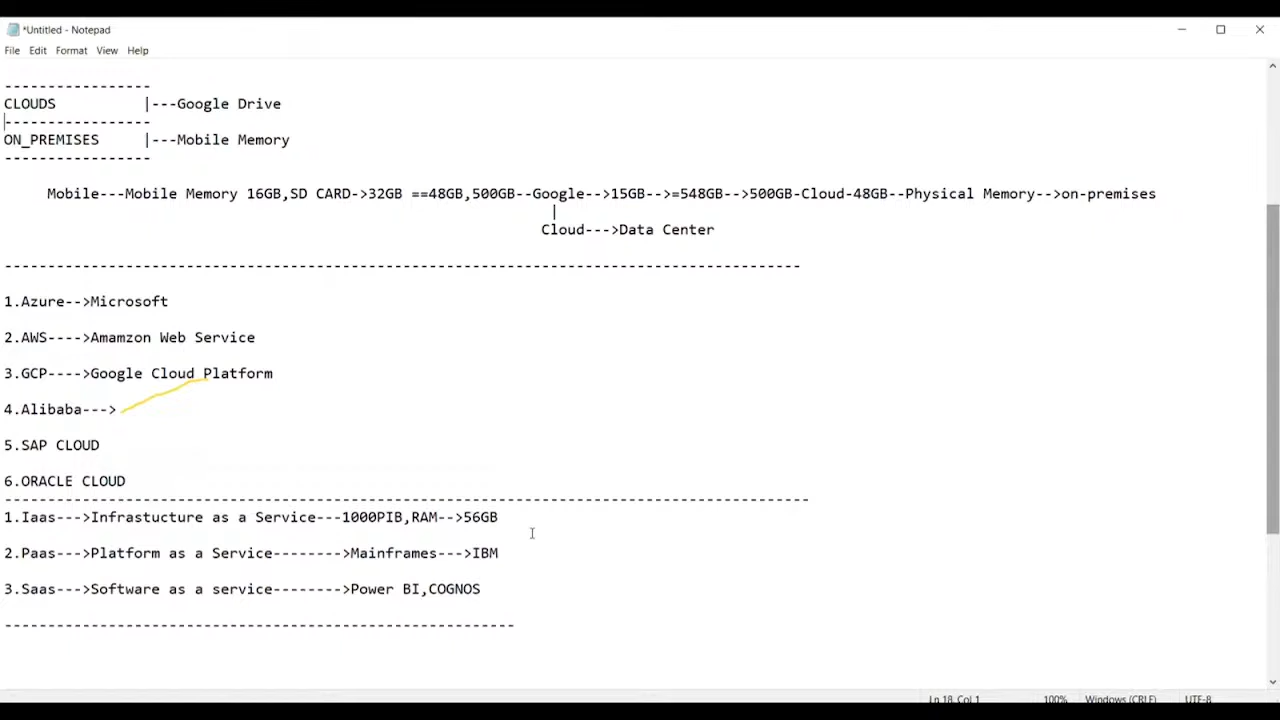 *Untitled - Notepad
File Edit Format View Help
-----------------
CLOUDS |---Google Drive
-----------------
ON_PREMISES |---Mobile Memory
-----------------
Mobile---Mobile Memory 16GB,SD CARD->32GB ==48GB,500GB--Google-->15GB-->=548GB-->500GB-Cloud-48GB--Physical Memory-->on-premises
|
Cloud--->Data Center
--------------------------------------------------------------------------------------------
1.Azure-->Microsoft
2.AWS---->Amamzon Web Service
3.GCP---->Google Cloud Platform
4.Alibaba--->
5.SAP CLOUD
6.ORACLE CLOUD
---------------------------------------------------------------------------------------------
1.Iaas--->Infrastucture as a Service---1000PIB,RAM-->56GB
2.Paas--->Platform as a Service-------->Mainframes--->IBM
3.Saas--->Software as a service-------->Power BI,COGNOS
-----------------------------------------------------------
Ln 18, Col 1 100% Windows (CRLF) UTF-8